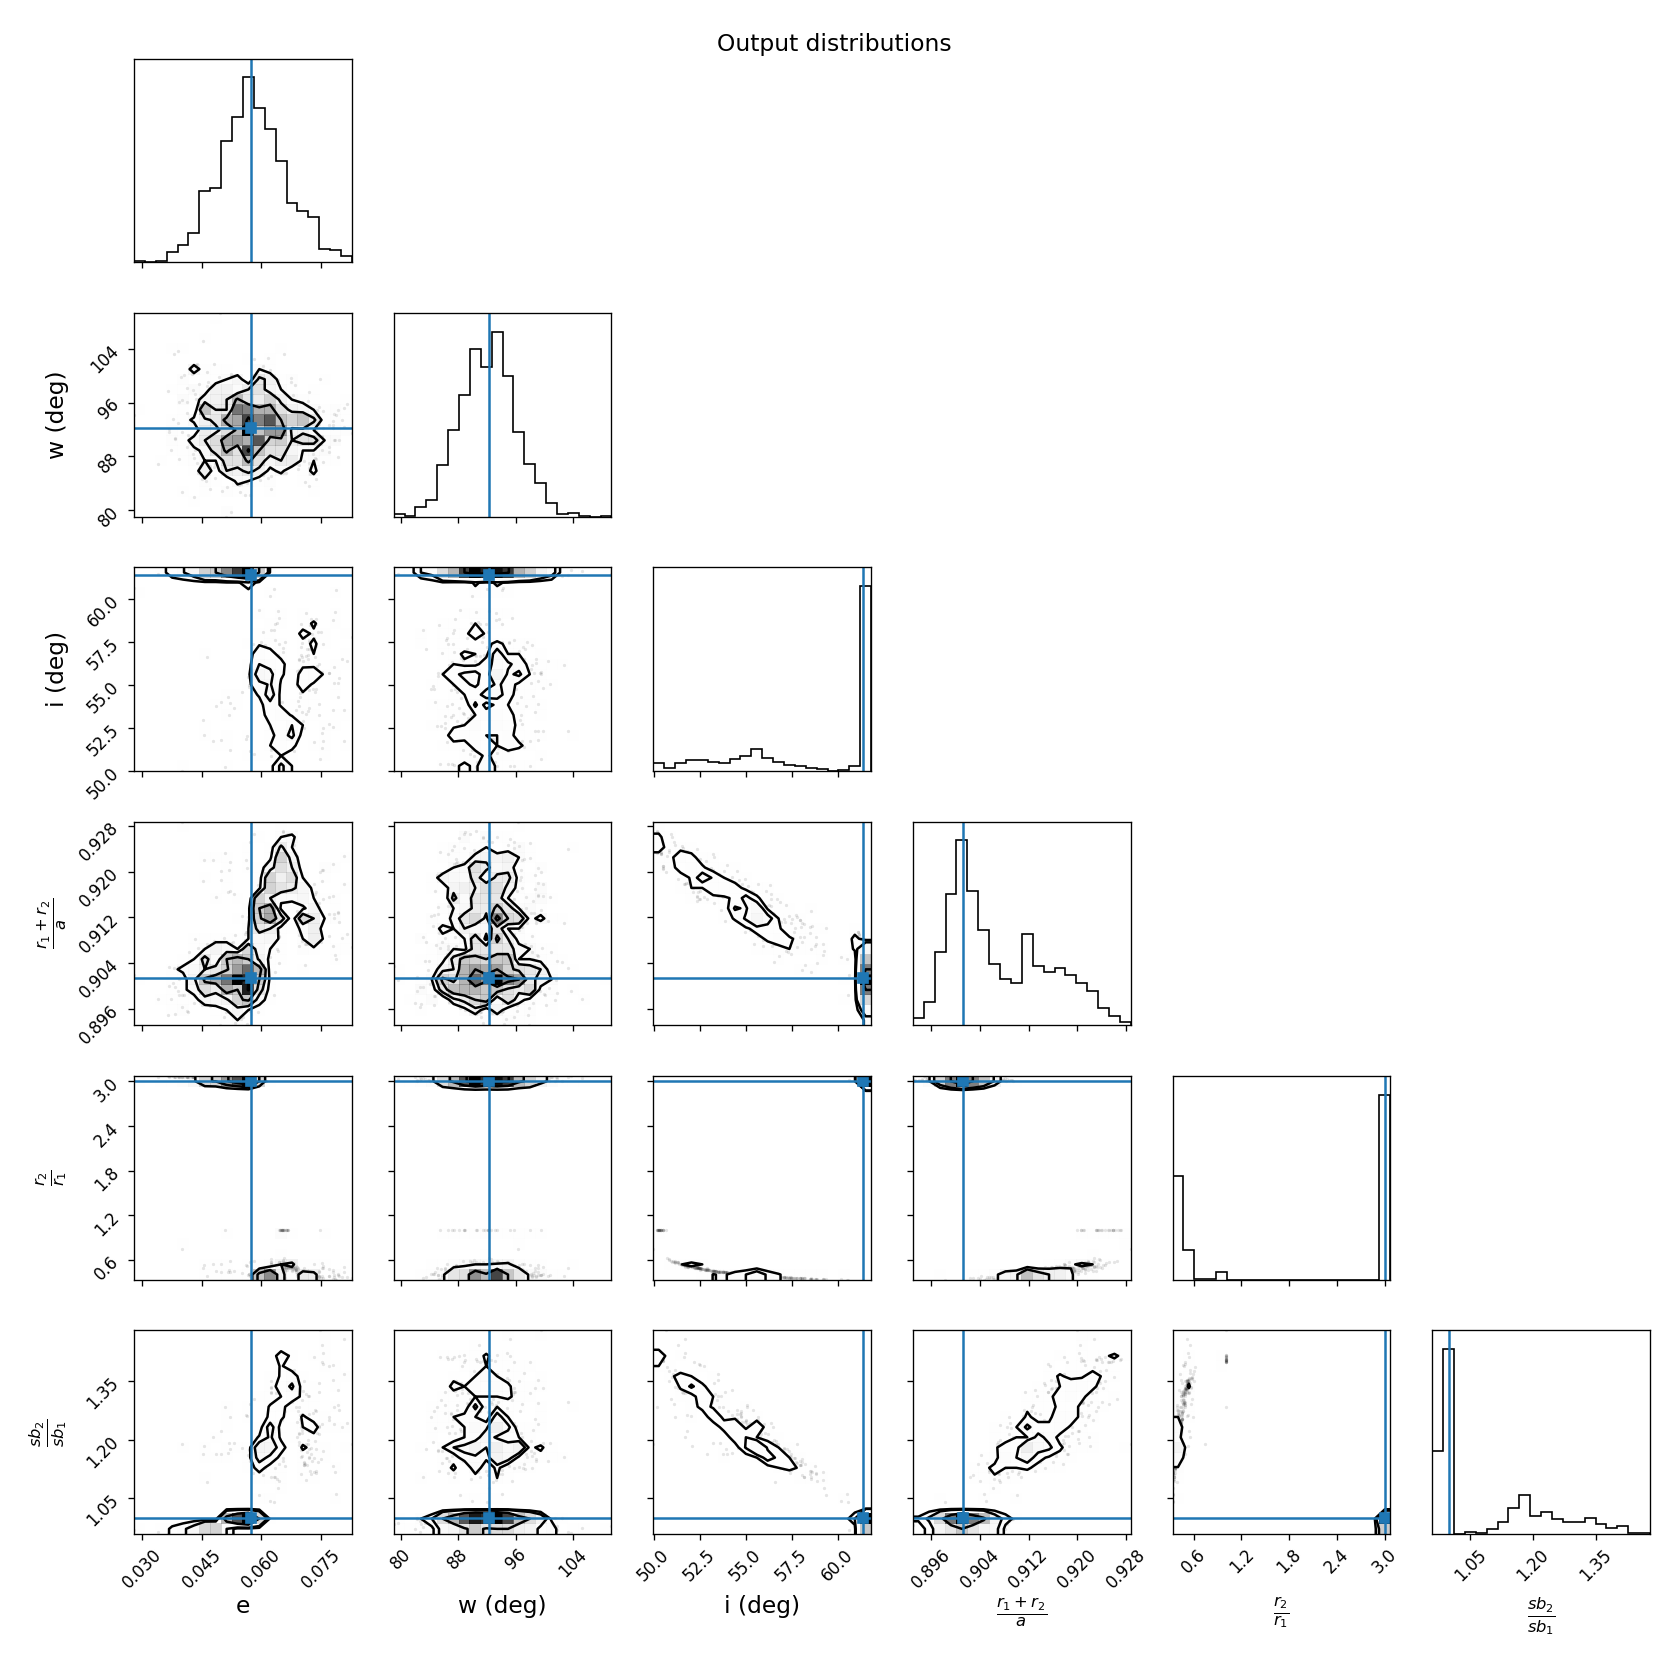 Output distributions
w (deg)
104
96
88
80
i (deg)
60.0
57.5
55.0
52.5
50.0
r₁ + r₂
a
0.928
0.920
0.912
0.904
0.896
r₂
r₁
3.0
2.4
1.8
1.2
0.6
sb₂
sb₁
1.35
1.20
1.05
0.030 0.045 0.060 0.075 80 88 96 104 50.0 52.5 55.0 57.5 60.0 0.896 0.904 0.912 0.920 0.928 0.6 1.2 1.8 2.4 3.0 1.05 1.20 1.35
e w (deg) i (deg) r₁ + r₂ r₂ sb₂
a r₁ sb₁